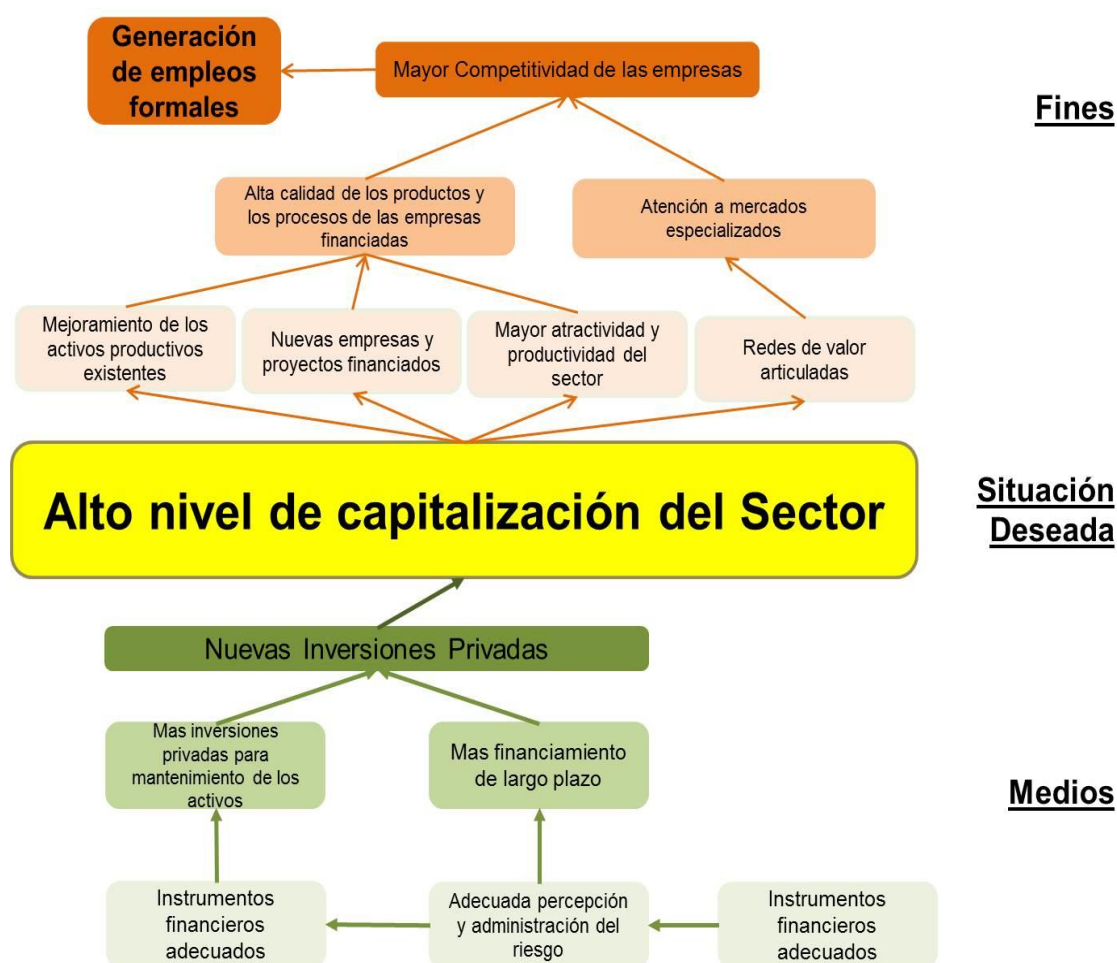 Generación
de empleos
formales
Mayor Competitividad de las empresas
Fines
Alta calidad de los productos y
los procesos de las empresas
financiadas
Atención a mercados
especializados
Mejoramiento de los
activos productivos
existentes
Nuevas empresas y
proyectos financiados
Mayor atractividad y
productividad del
sector
Redes de valor
articuladas
Alto nivel de capitalización del Sector
Situación
Deseada
Nuevas Inversiones Privadas
Mas inversiones
privadas para
mantenimiento de los
activos
Mas financiamiento
de largo plazo
Medios
Instrumentos
financieros
adecuados
Adecuada percepción
y administración del
riesgo
Instrumentos
financieros
adecuados